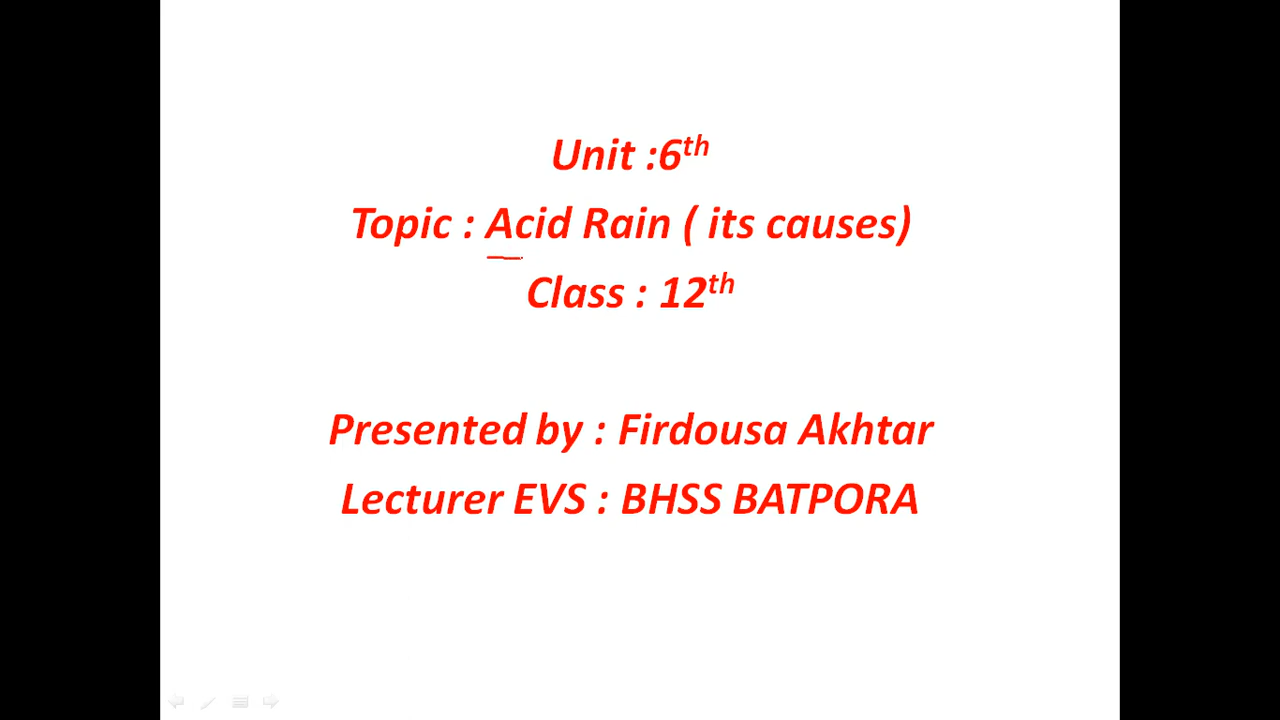 Unit :6th
Topic : Acid Rain ( its causes)
Class : 12th
Presented by : Firdousa Akhtar
Lecturer EVS : BHSS BATPORA